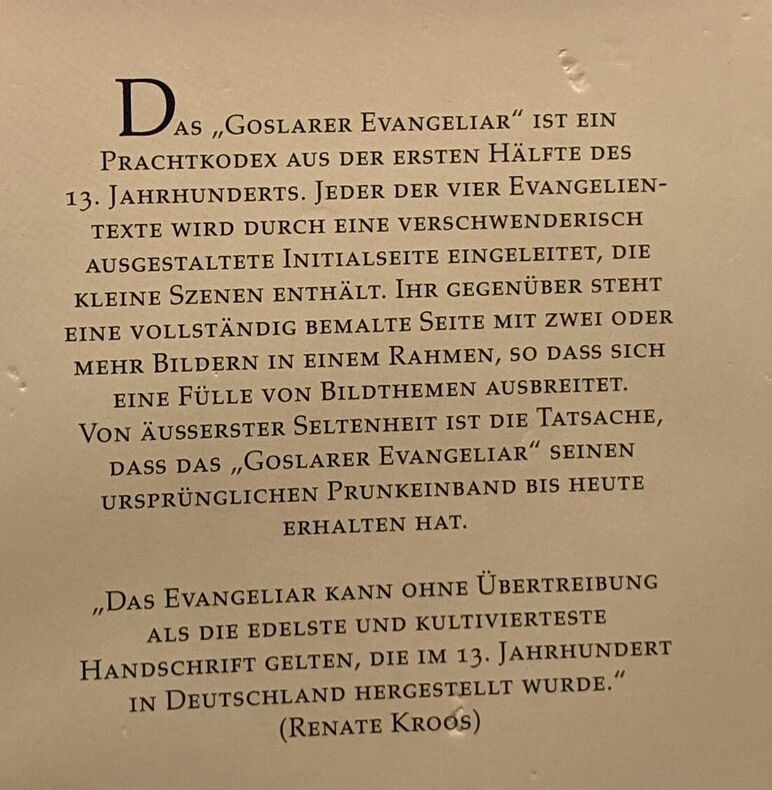 Das „Goslarer Evangeliar“ ist ein
Prachtkodex aus der ersten Hälfte des
13. Jahrhunderts. Jeder der vier Evangelien-
texte wird durch eine verschwenderisch
ausgestaltete Initialseite eingeleitet, die
kleine Szenen enthält. Ihr gegenüber steht
eine vollständig bemalte Seite mit zwei oder
mehr Bildern in einem Rahmen, so dass sich
eine Fülle von Bildthemen ausbreitet.
Von äusserster Seltenheit ist die Tatsache,
dass das „Goslarer Evangeliar“ seinen
ursprünglichen Prunkeinband bis heute
erhalten hat.
„Das Evangeliar kann ohne Übertreibung
als die edelste und kultivierteste
Handschrift gelten, die im 13. Jahrhundert
in Deutschland hergestellt wurde.“
(Renate Kroos)